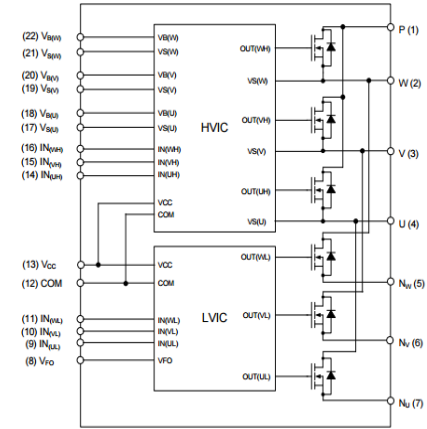 (22) VB(W)
(21) VS(W)
(20) VB(V)
(19) VS(V)
(18) VB(U)
(17) VS(U)
(16) IN(WH)
(15) IN(VH)
(14) IN(UH)
(13) VCC
(12) COM
(11) IN(WL)
(10) IN(VL)
(9) IN(UL)
(8) VFO
VB(W)
VS(W)
VB(V)
VS(V)
VB(U)
VS(U)
IN(WH)
IN(VH)
IN(UH)
VCC
COM
HVIC
OUT(WH)
VS(W)
OUT(VH)
VS(V)
OUT(UH)
VS(U)
VCC
COM
IN(WL)
IN(VL)
IN(UL)
VFO
LVIC
OUT(WL)
OUT(VL)
OUT(UL)
P (1)
W (2)
V (3)
U (4)
NW (5)
NV (6)
NU (7)